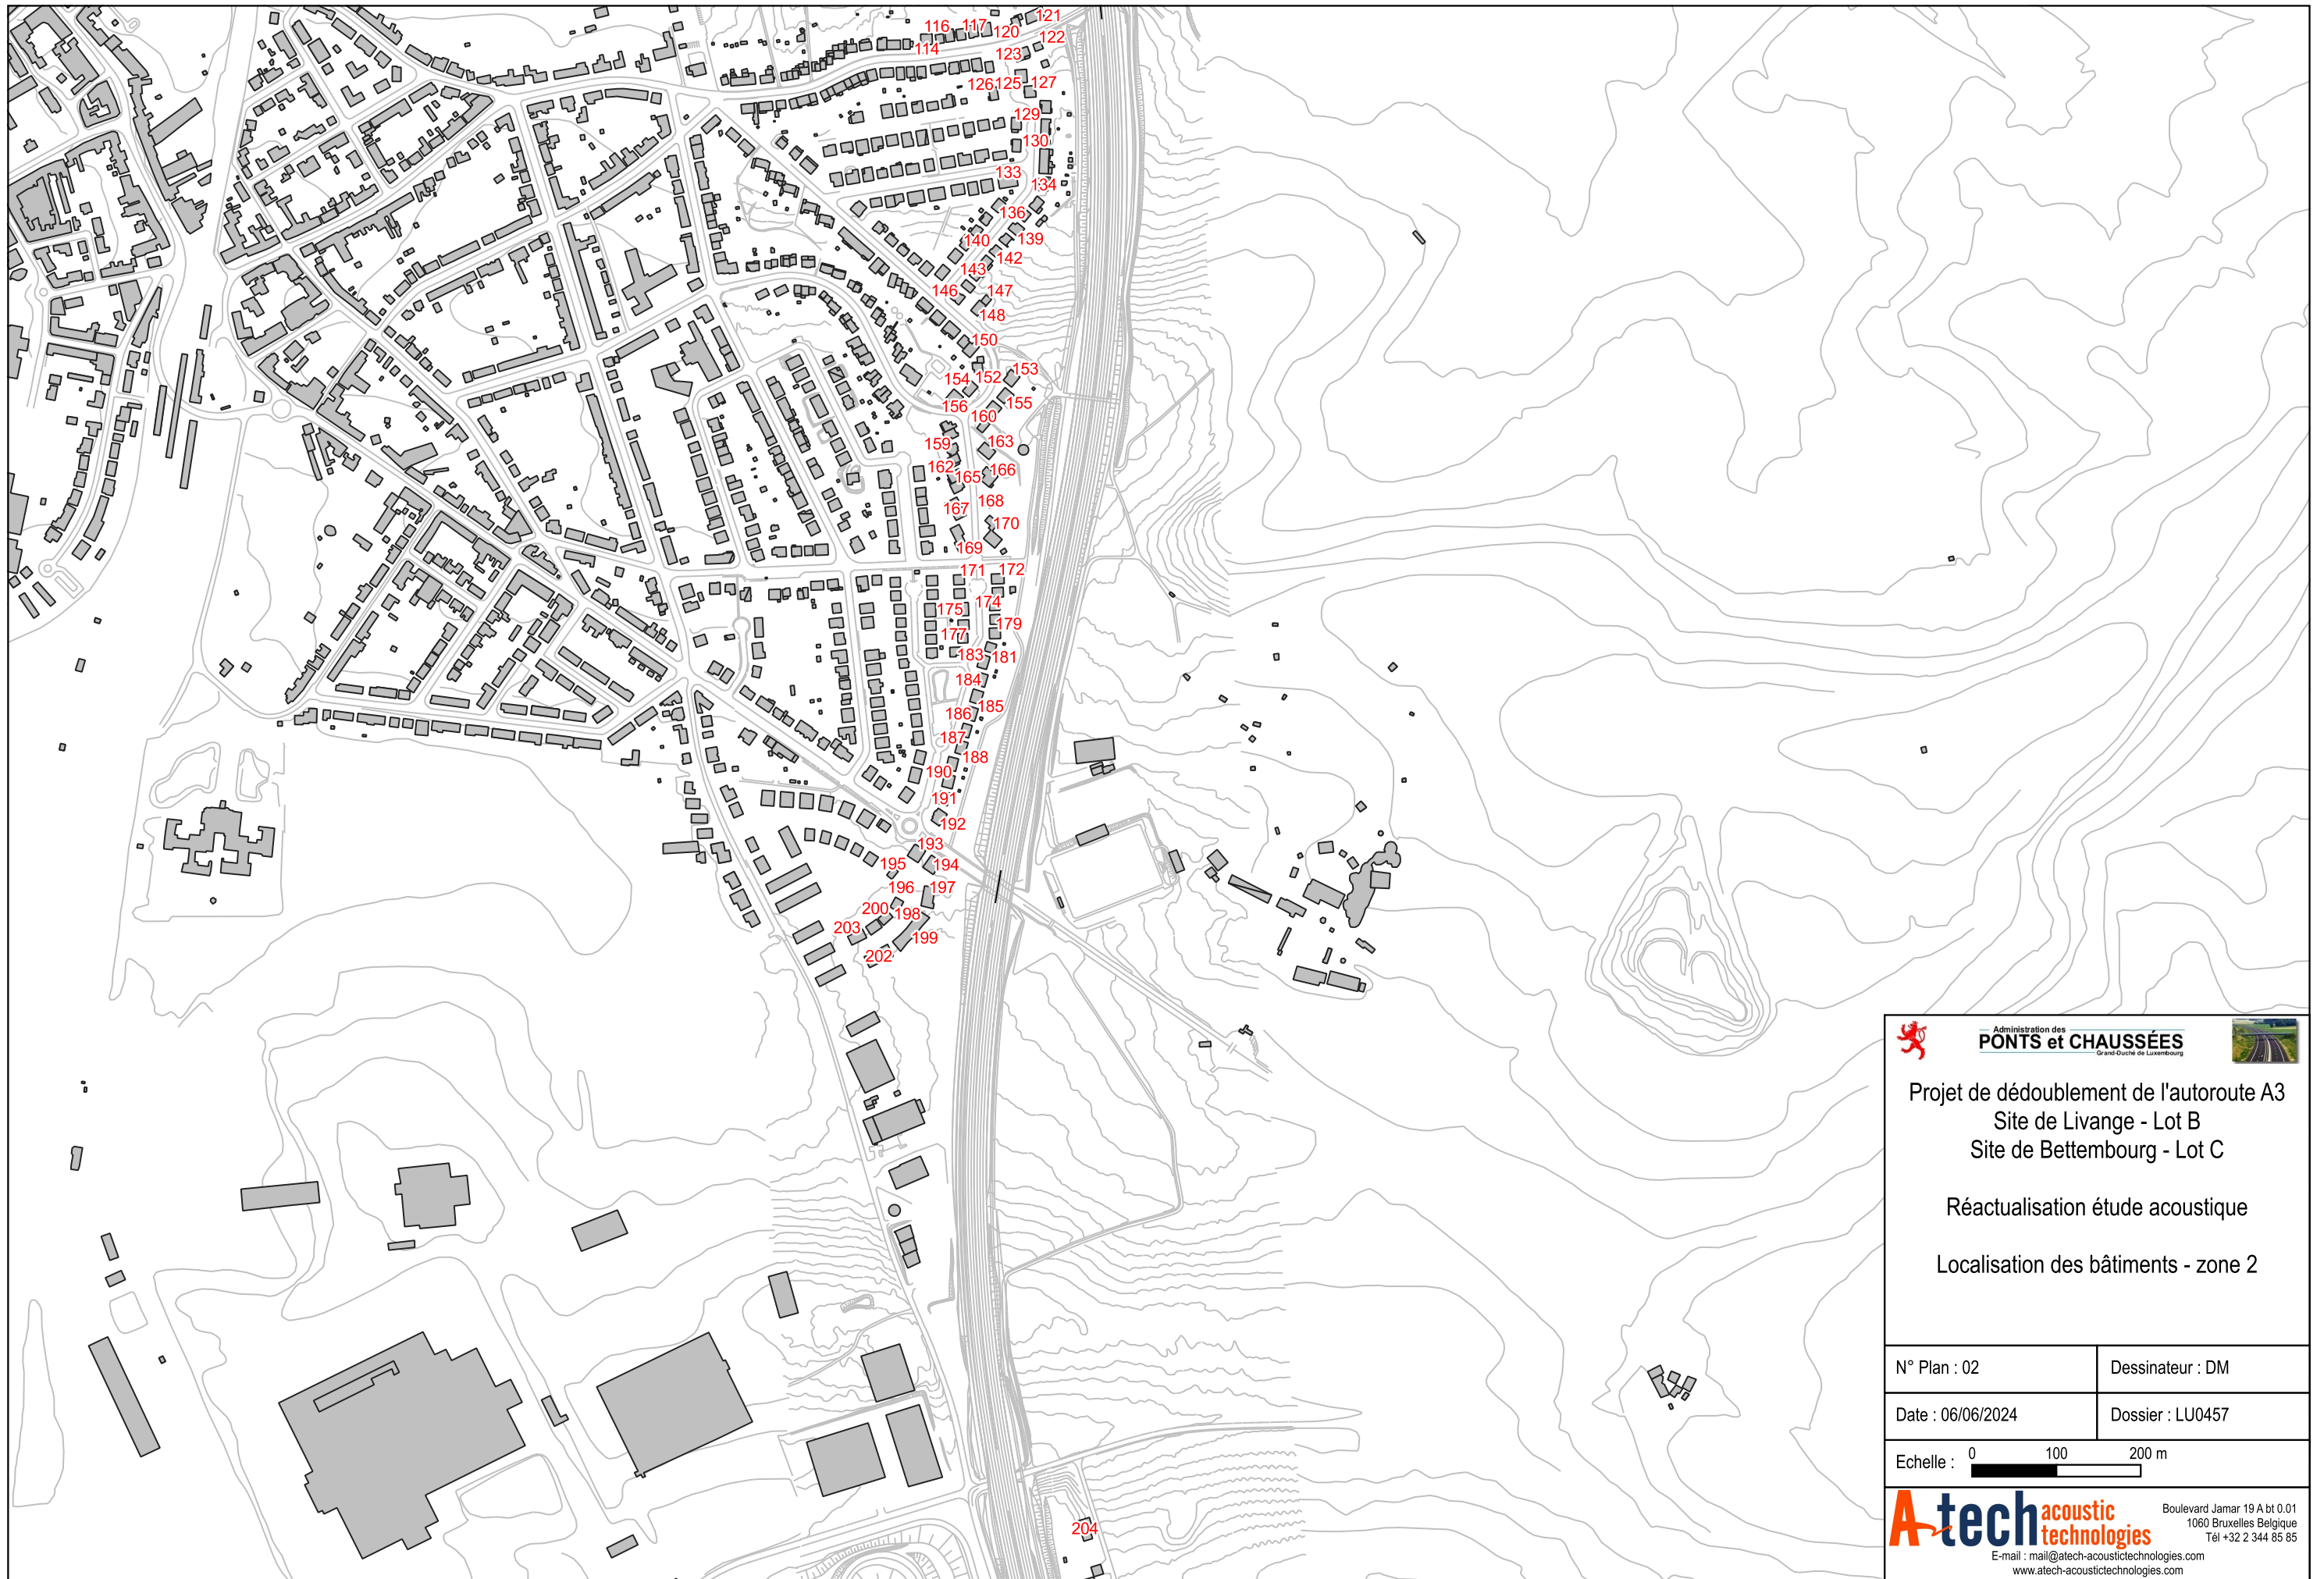 121
116 117
120
122
114
123
126 125 127
129
130
133
134
136
140 139
142
143
146 147
148
150
153
154 152
155
156
160
159 163
162 166
165
168
167
170
169
171 172
174
175
179
177
183 181
184
185
186
187
188
190
191
192
193
195 194
196 197
200
198
203
199
202
204
Administration des
PONTS et CHAUSSÉES
Grand-Duché de Luxembourg
Projet de dédoublement de l'autoroute A3
Site de Livange - Lot B
Site de Bettembourg - Lot C
Réactualisation étude acoustique
Localisation des bâtiments - zone 2
N° Plan : 02
Dessinateur : DM
Date : 06/06/2024
Dossier : LU0457
Echelle : 0 100 200 m
A-tech acoustic technologies
Boulevard Jamar 19 A bt 0.01
1060 Bruxelles Belgique
Tél +32 2 344 85 85
E-mail : mail@atech-acoustictechnologies.com
www.atech-acoustictechnologies.com